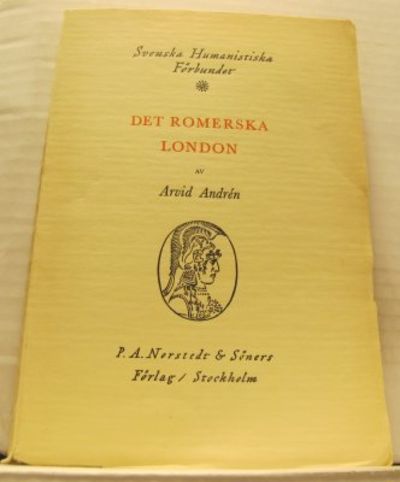 Svenska Humanistiska
Förbundet
DET ROMERSKA
LONDON
AV
Arvid Andrén
P. A. Norstedt & Söners
Förlag / Stockholm